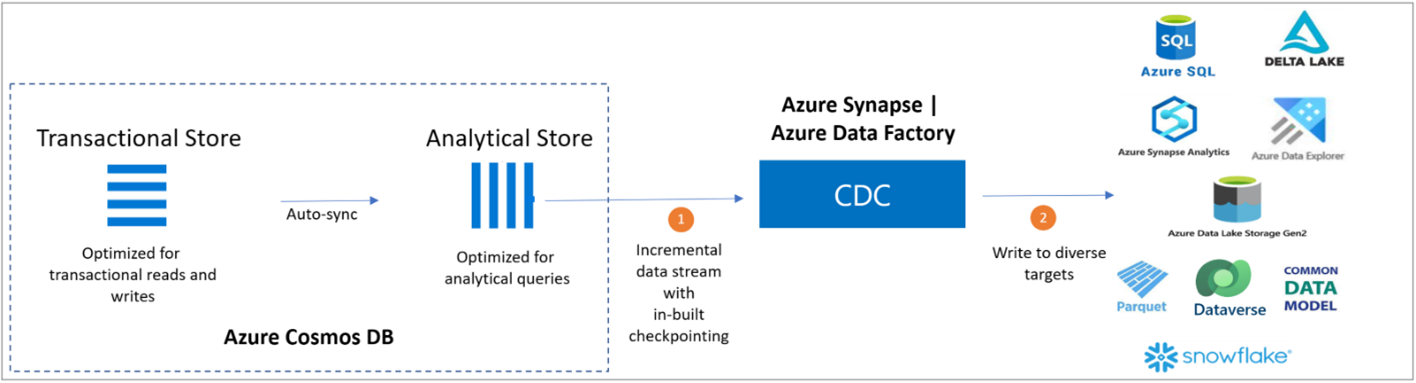 Transactional Store
Optimized for
transactional reads and
writes
Auto-sync
Analytical Store
Optimized for
analytical queries
Azure Cosmos DB
1
Incremental
data stream
with
in-built
checkpointing
Azure Synapse |
Azure Data Factory
CDC
2
Write to diverse
targets
SQL
Azure SQL
DELTA LAKE
Azure Synapse Analytics
Azure Data Explorer
Azure Data Lake Storage Gen2
Parquet
Dataverse
COMMON
DATA
MODEL
snowflake®